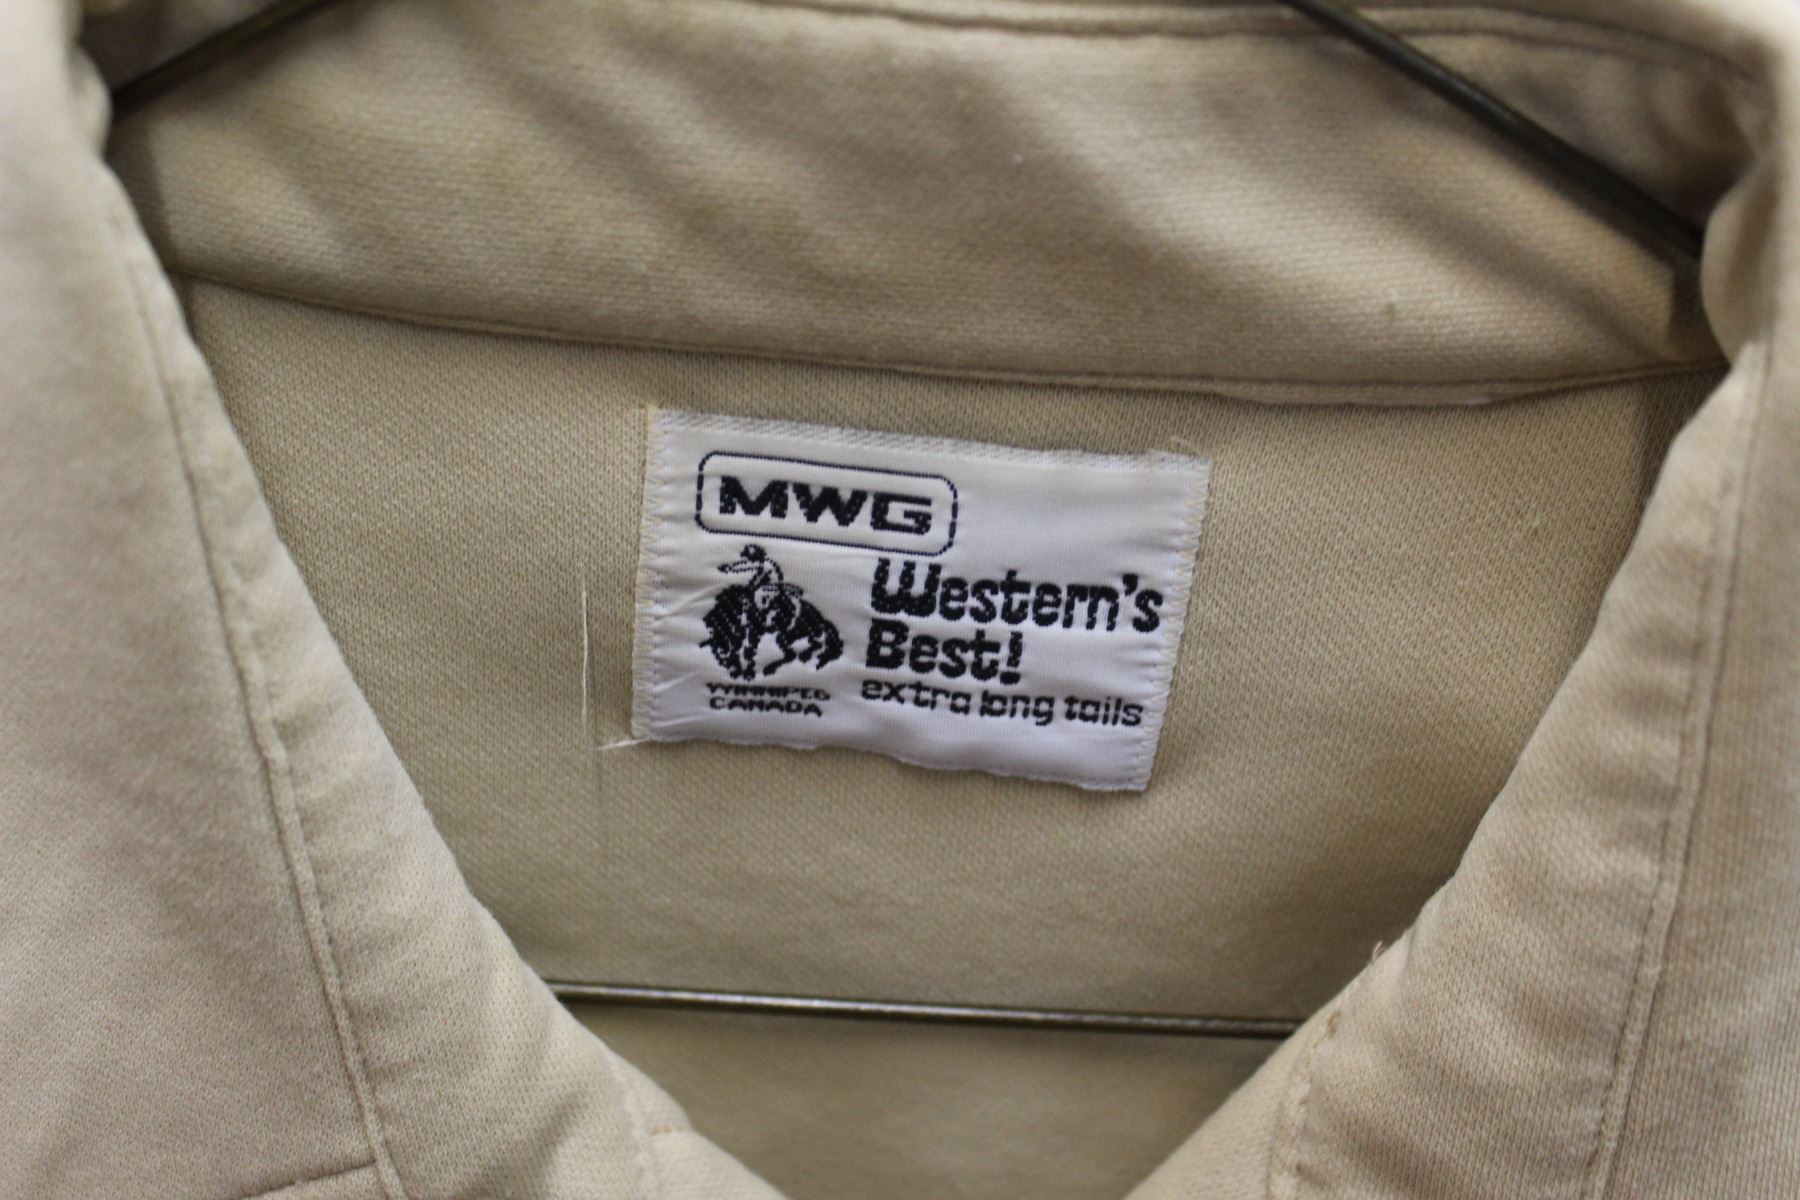 MWG
Western's
Best!
extra long tails
WINNIPEG
CANADA